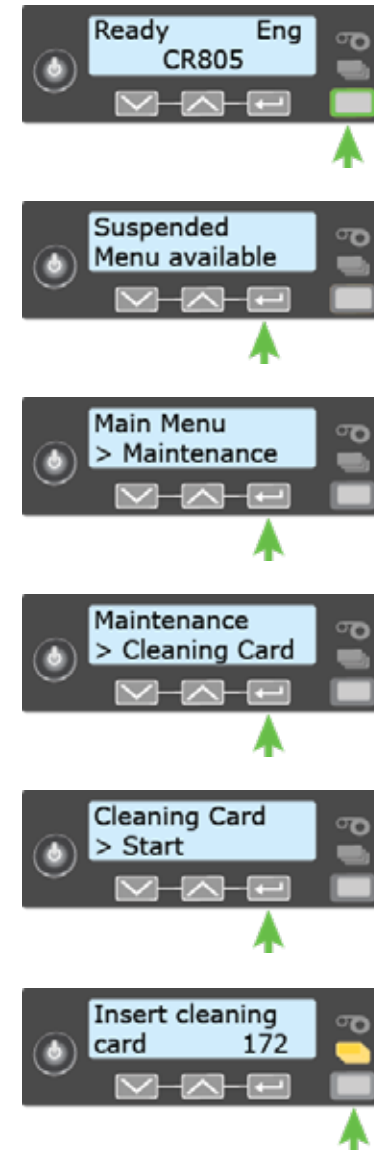 Ready Eng
CR805
Suspended
Menu available
Main Menu
> Maintenance
Maintenance
> Cleaning Card
Cleaning Card
> Start
Insert cleaning
card 172